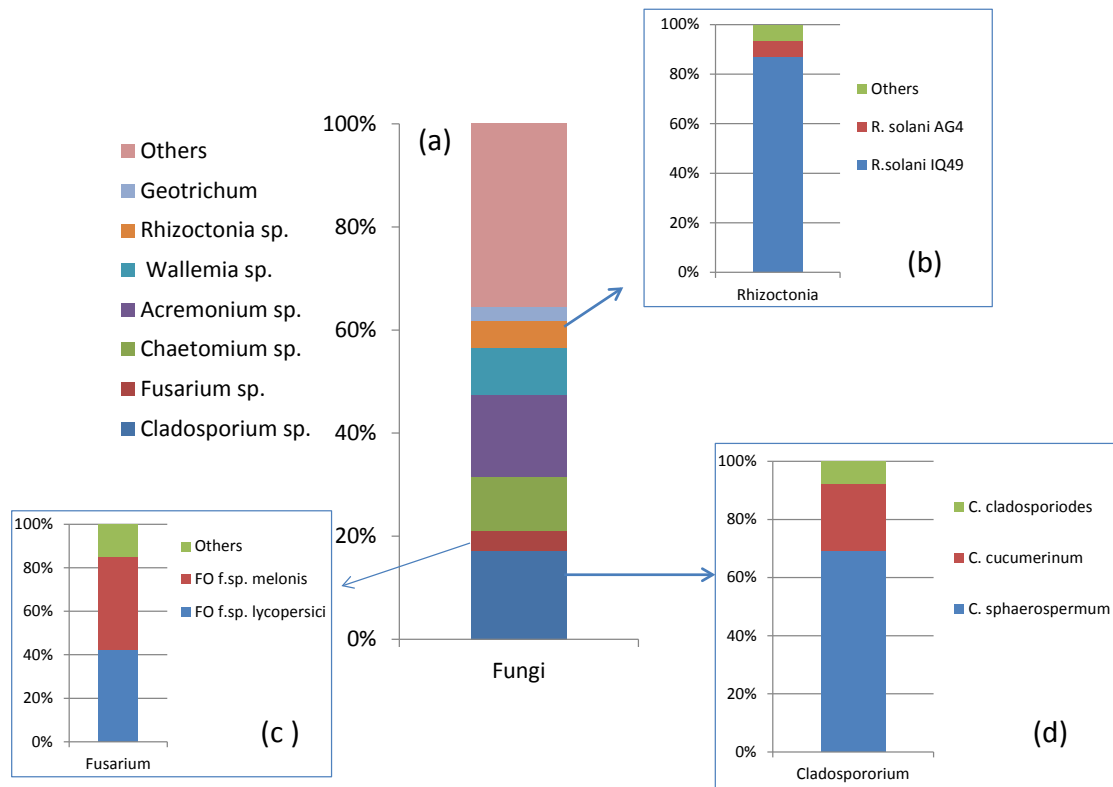 Others
Geotrichum
Rhizoctonia sp.
Wallemia sp.
Acremonium sp.
Chaetomium sp.
Fusarium sp.
Cladosporium sp.
(a)
100%
80%
60%
40%
20%
0%
Fungi
100%
80%
60%
40%
20%
0%
Rhizoctonia
Others
R. solani AG4
R.solani IQ49
(b)
100%
80%
60%
40%
20%
0%
Fusarium
Others
FO f.sp. melonis
FO f.sp. lycopersici
(c )
100%
80%
60%
40%
20%
0%
Cladospororium
C. cladosporiodes
C. cucumerinum
C. sphaerospermum
(d)